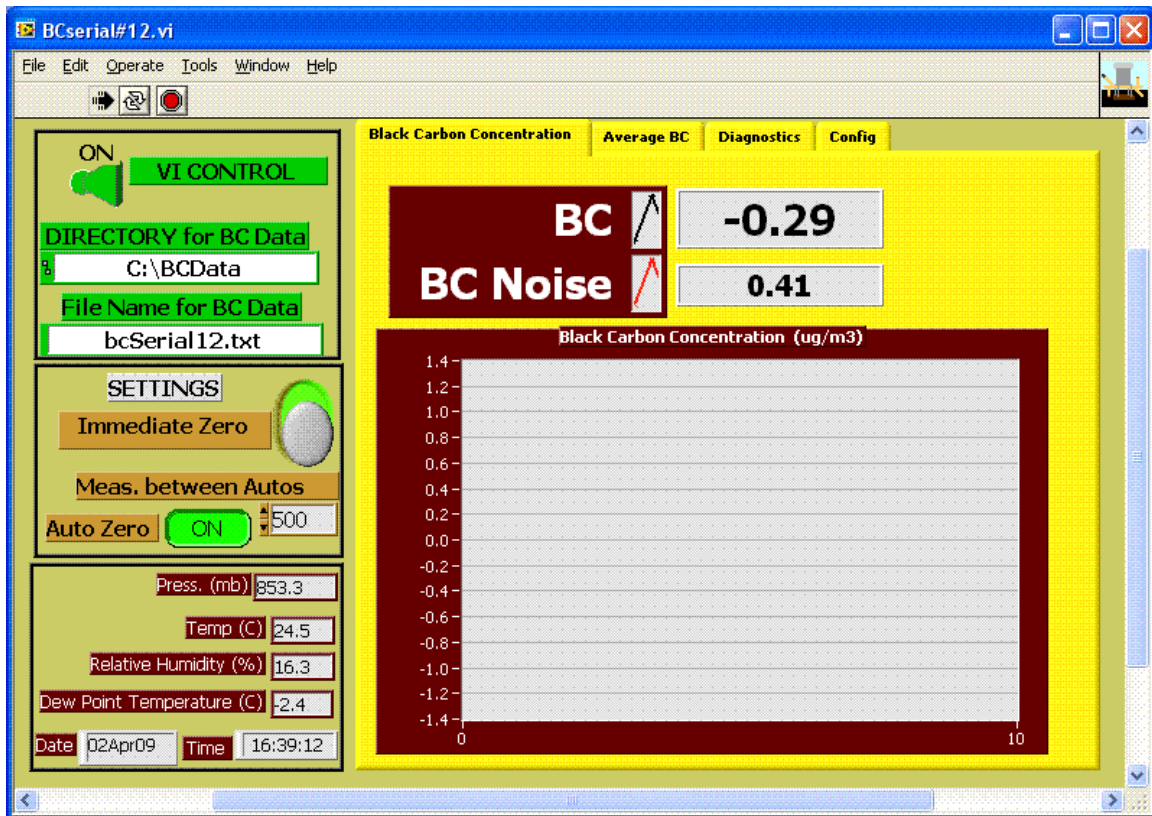 BCserial#12.vi
File Edit Operate Tools Window Help
ON
VI CONTROL
DIRECTORY for BC Data
C:\BCData
File Name for BC Data
bcSerial12.txt
SETTINGS
Immediate Zero
Meas. between Autos
Auto Zero ON 500
Press. (mb) 853.3
Temp (C) 24.5
Relative Humidity (%) 16.3
Dew Point Temperature (C) -2.4
Date 02Apr09 Time 16:39:12
Black Carbon Concentration Average BC Diagnostics Config
BC -0.29
BC Noise 0.41
Black Carbon Concentration (ug/m3)
1.4
1.2
1.0
0.8
0.6
0.4
0.2
0.0
-0.2
-0.4
-0.6
-0.8
-1.0
-1.2
-1.4
0 10